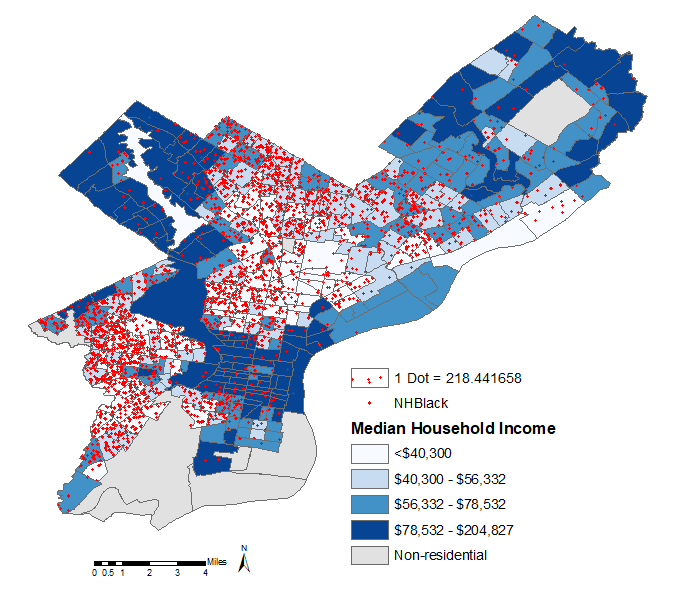 1 Dot = 218.441658
NHBlack
Median Household Income
<$40,300
$40,300 - $56,332
$56,332 - $78,532
$78,532 - $204,827
Non-residential
Miles
0 0.5 1 2 3 4
N